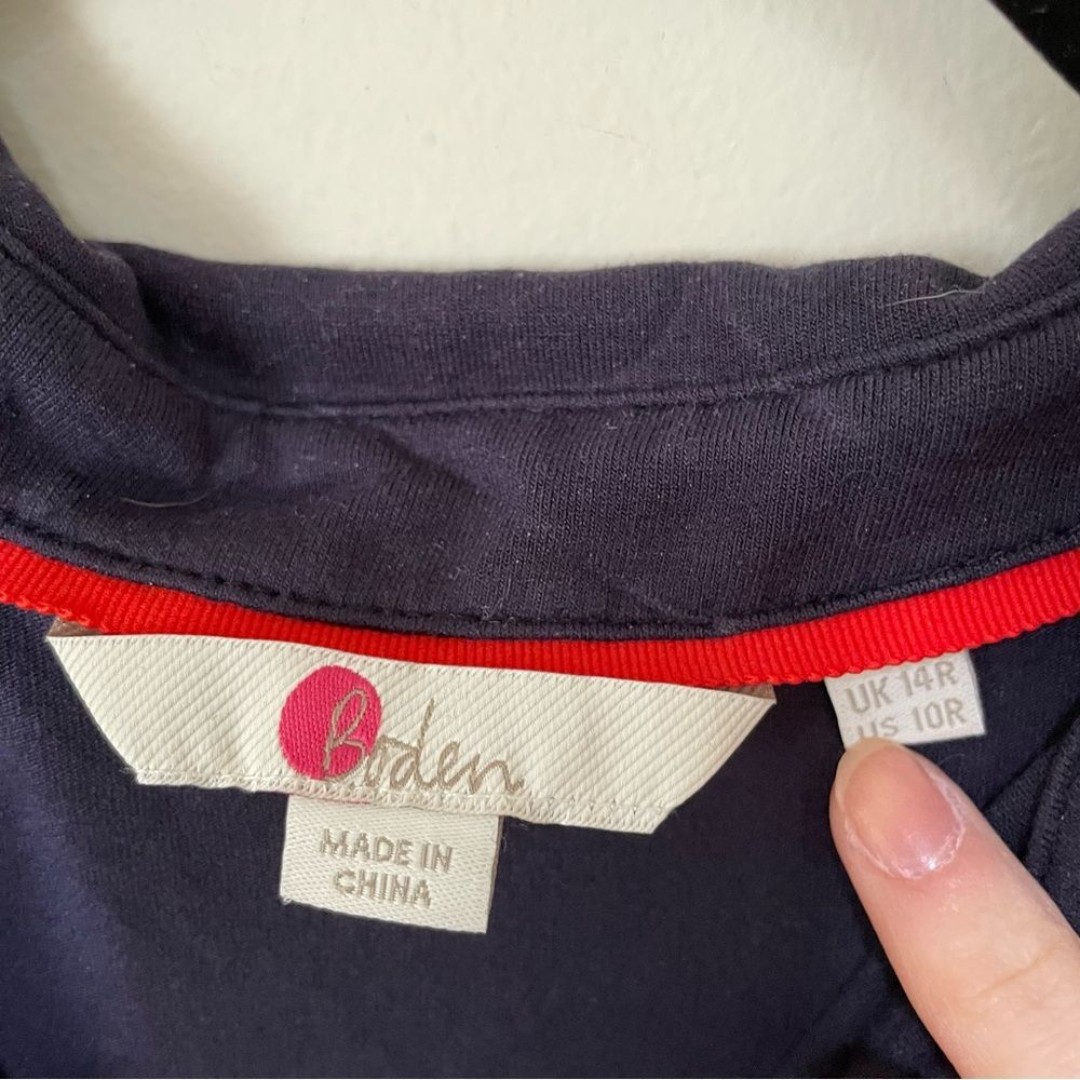 Boden
MADE IN
CHINA
UK 14R
US 10R